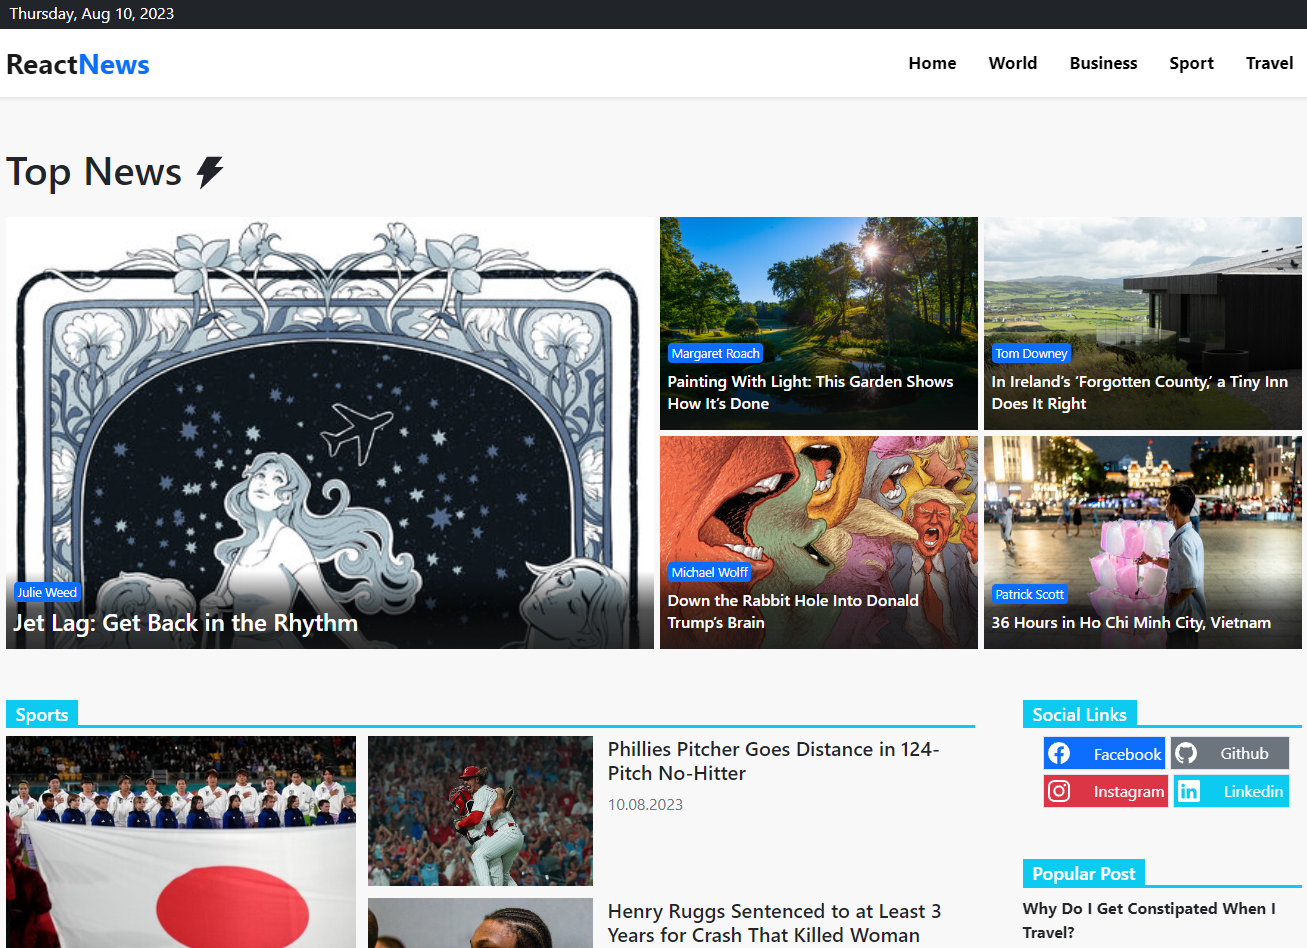 Thursday, Aug 10, 2023
ReactNews
Home World Business Sport Travel
Top News
Julie Weed
Jet Lag: Get Back in the Rhythm
Margaret Roach
Painting With Light: This Garden Shows
How It’s Done
Tom Downey
In Ireland’s ‘Forgotten County,’ a Tiny Inn
Does It Right
Michael Wolff
Down the Rabbit Hole Into Donald
Trump’s Brain
Patrick Scott
36 Hours in Ho Chi Minh City, Vietnam
Sports
Phillies Pitcher Goes Distance in 124-
Pitch No-Hitter
10.08.2023
Henry Ruggs Sentenced to at Least 3
Years for Crash That Killed Woman
Social Links
Facebook
Github
Instagram
Linkedin
Popular Post
Why Do I Get Constipated When I
Travel?